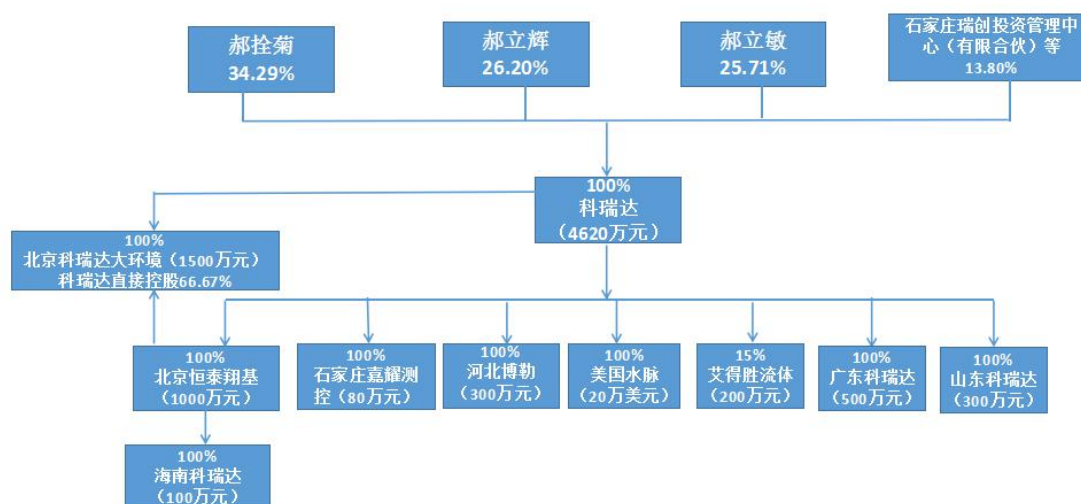 郝拴菊
34.29%
郝立辉
26.20%
郝立敏
25.71%
石家庄瑞创投资管理中
心（有限合伙）等
13.80%
100%
科瑞达
（4620万元）
100%
北京科瑞达大环境（1500万元）
科瑞达直接控股66.67%
100%
北京恒泰翔基
（1000万元）
100%
石家庄嘉耀测
控（80万元）
100%
河北博勒
（300万元）
100%
美国水脉
（20万美元）
15%
艾得胜流体
（200万元）
100%
广东科瑞达
（500万元）
100%
山东科瑞达
（300万元）
100%
海南科瑞达
（100万元）